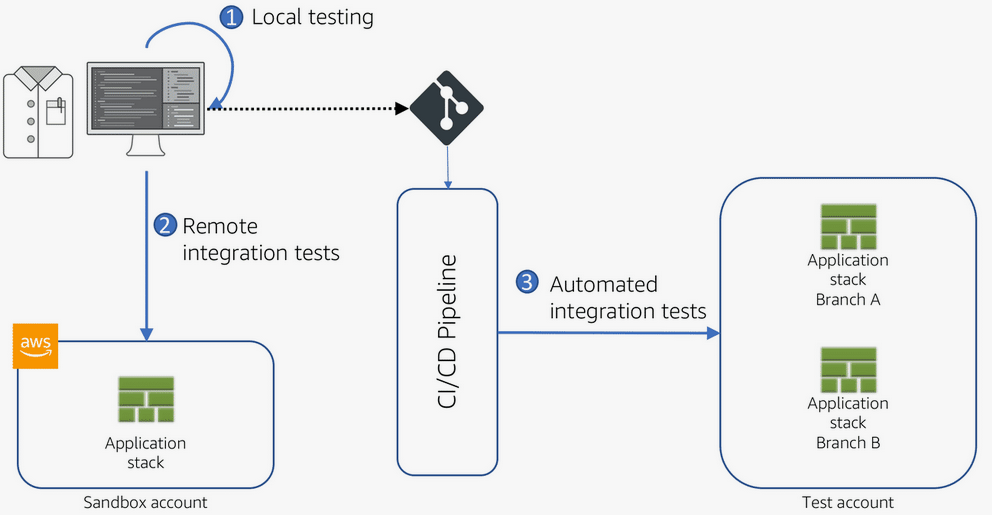 1 Local testing
2 Remote
integration tests
aws
Application
stack
Sandbox account
CI/CD Pipeline
3 Automated
integration tests
Application
stack
Branch A
Application
stack
Branch B
Test account